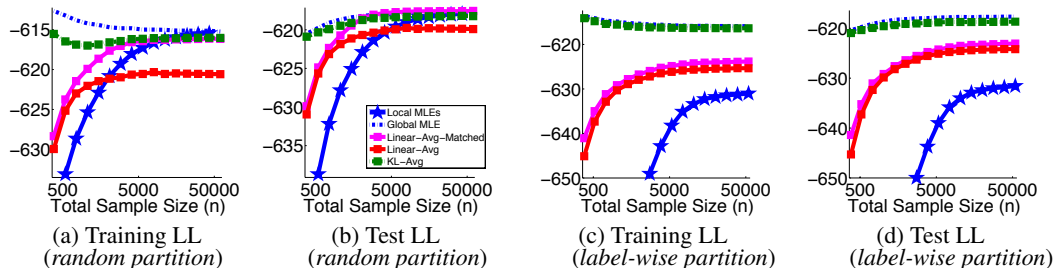 −615
−620
−625
−630
500
5000
50000
Total Sample Size (n)
(a) Training LL
(random partition)
−620
−625
−630
−635
Local MLEs
Global MLE
Linear−Avg−Matched
Linear−Avg
KL−Avg
500
5000
50000
Total Sample Size (n)
(b) Test LL
(random partition)
−620
−630
−640
−650
500
5000
50000
Total Sample Size (n)
(c) Training LL
(label-wise partition)
−620
−630
−640
−650
500
5000
50000
Total Sample Size (n)
(d) Test LL
(label-wise partition)